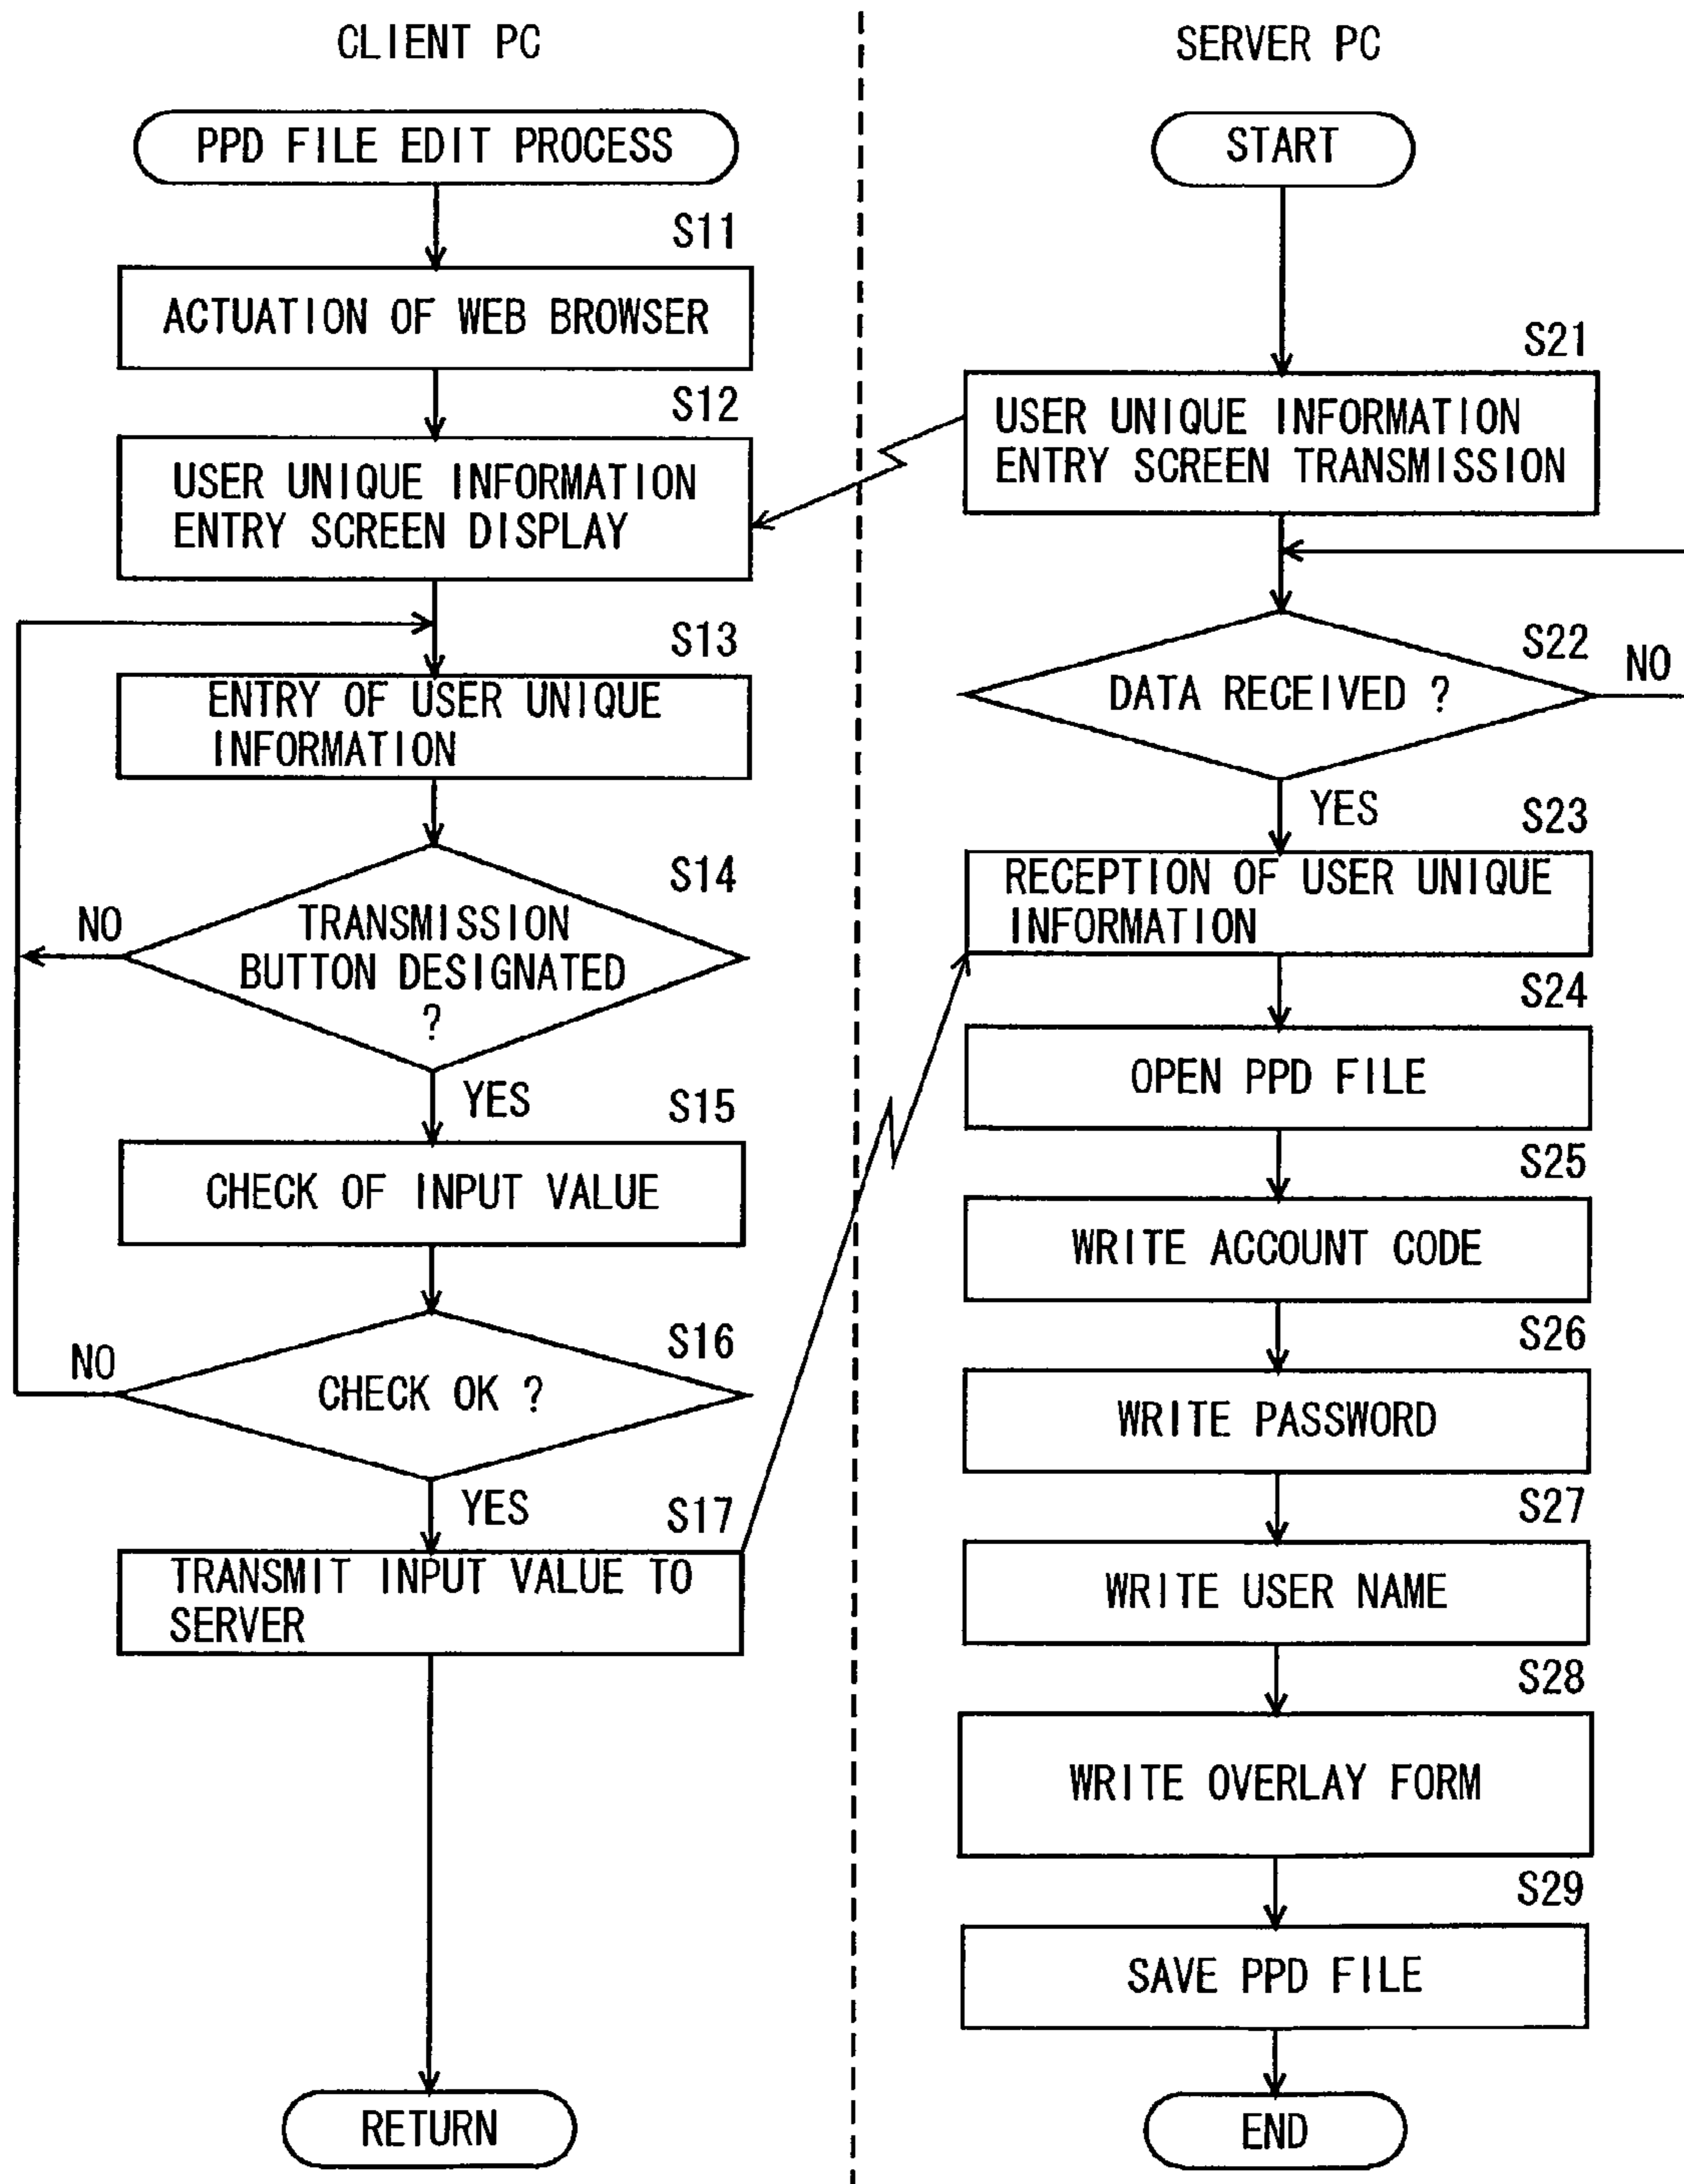 CLIENT PC
PPD FILE EDIT PROCESS
S11
ACTUATION OF WEB BROWSER
S12
USER UNIQUE INFORMATION
ENTRY SCREEN DISPLAY
S13
ENTRY OF USER UNIQUE
INFORMATION
S14
NO
TRANSMISSION
BUTTON DESIGNATED
?
YES
S15
CHECK OF INPUT VALUE
S16
NO
CHECK OK ?
YES
S17
TRANSMIT INPUT VALUE TO
SERVER
RETURN
SERVER PC
START
S21
USER UNIQUE INFORMATION
ENTRY SCREEN TRANSMISSION
S22
NO
DATA RECEIVED ?
YES
S23
RECEPTION OF USER UNIQUE
INFORMATION
S24
OPEN PPD FILE
S25
WRITE ACCOUNT CODE
S26
WRITE PASSWORD
S27
WRITE USER NAME
S28
WRITE OVERLAY FORM
S29
SAVE PPD FILE
END